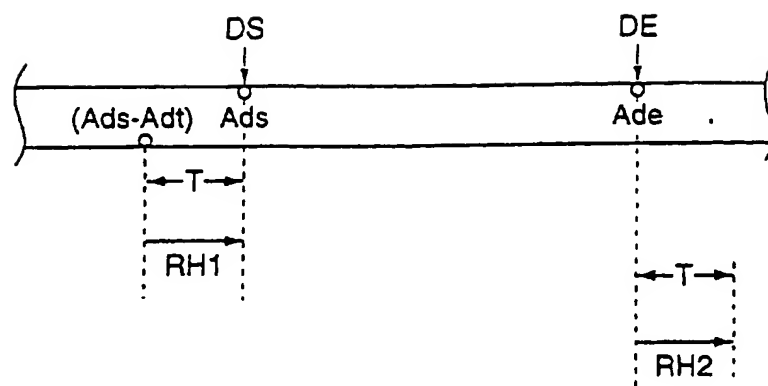 DS DE
(Ads-Adt) Ads Ade
T
RH1
T
RH2